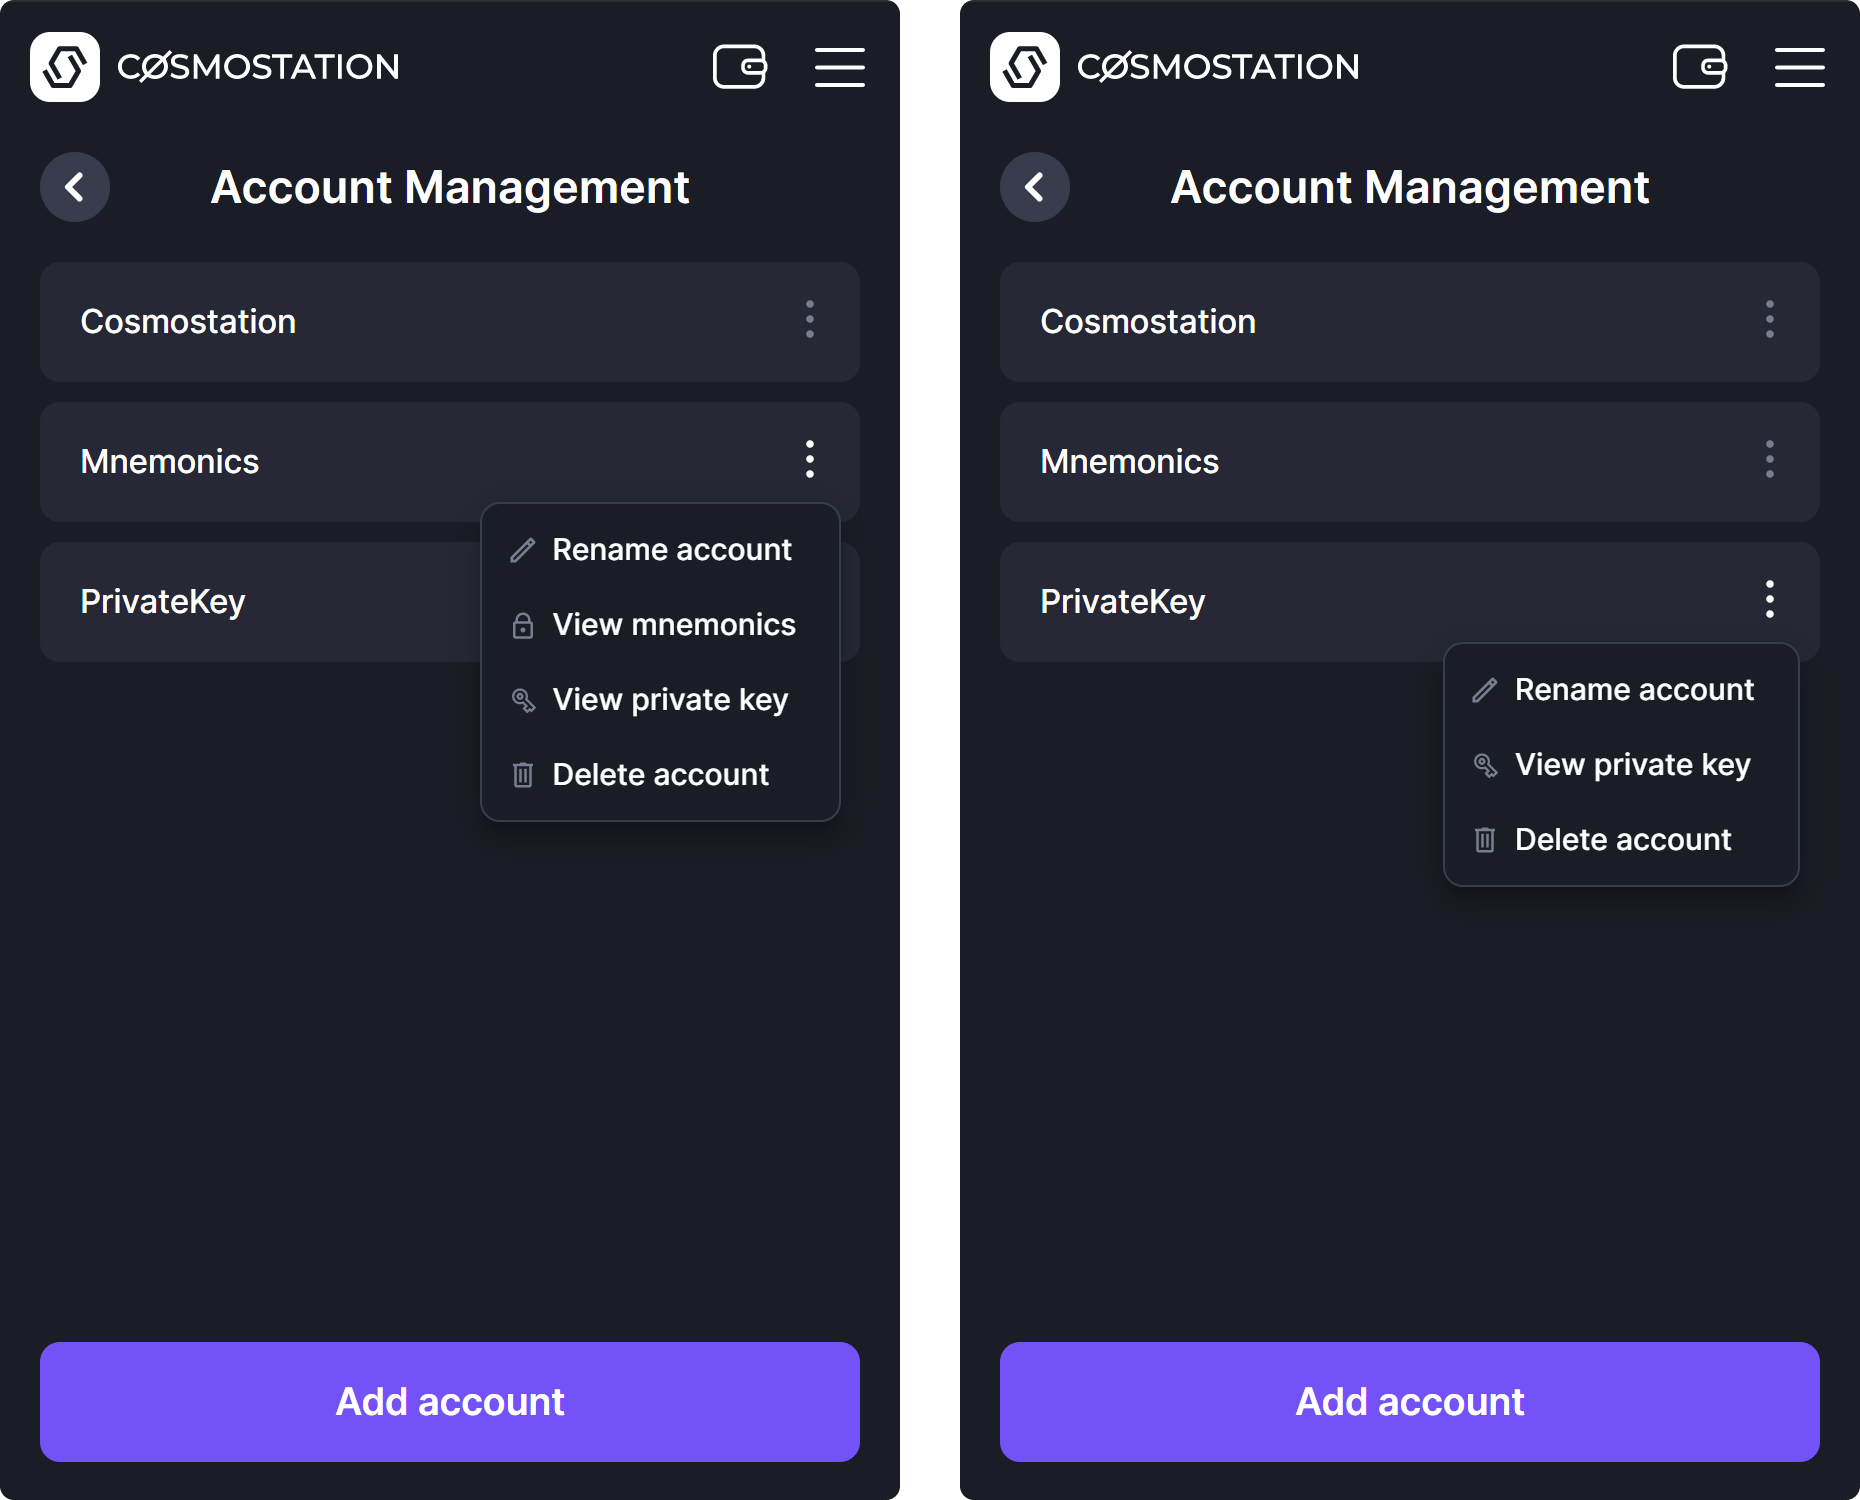 CØSMOSTATION
Account Management
Cosmostation
Mnemonics
PrivateKey
Rename account
View mnemonics
View private key
Delete account
Add account
CØSMOSTATION
Account Management
Cosmostation
Mnemonics
PrivateKey
Rename account
View private key
Delete account
Add account